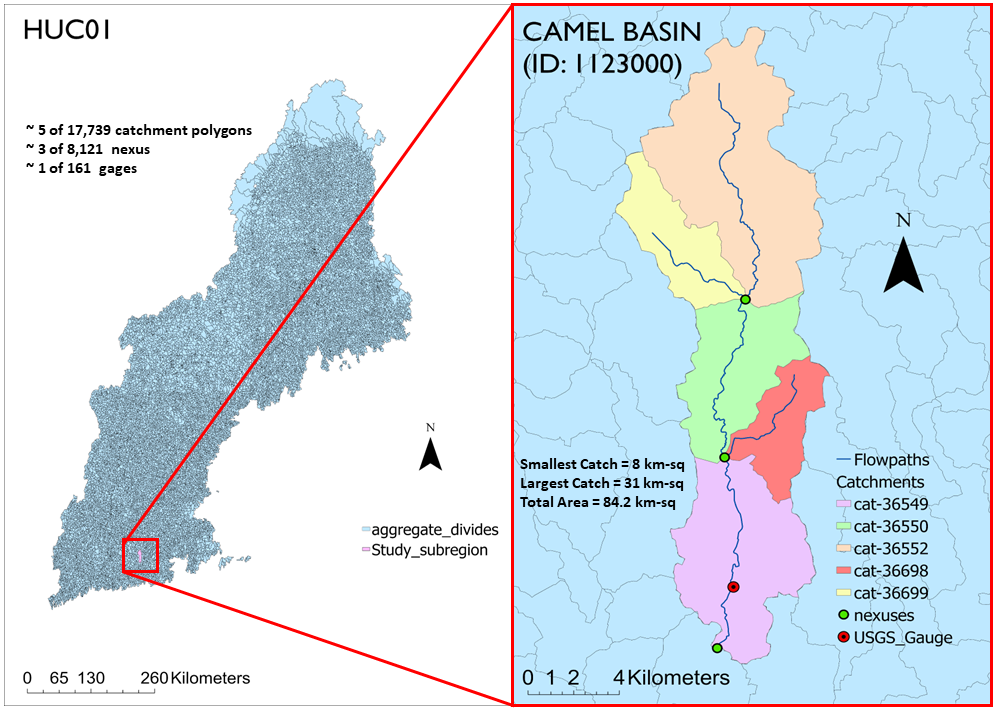 HUC01
~ 5 of 17,739 catchment polygons
~ 3 of 8,121 nexus
~ 1 of 161 gages
N
aggregate_divides
Study_subregion
0 65 130 260 Kilometers
CAMEL BASIN
(ID: 1123000)
N
Smallest Catch = 8 km-sq
Largest Catch = 31 km-sq
Total Area = 84.2 km-sq
Flowpaths
Catchments
cat-36549
cat-36550
cat-36552
cat-36698
cat-36699
nexuses
USGS_Gauge
0 1 2 4 Kilometers